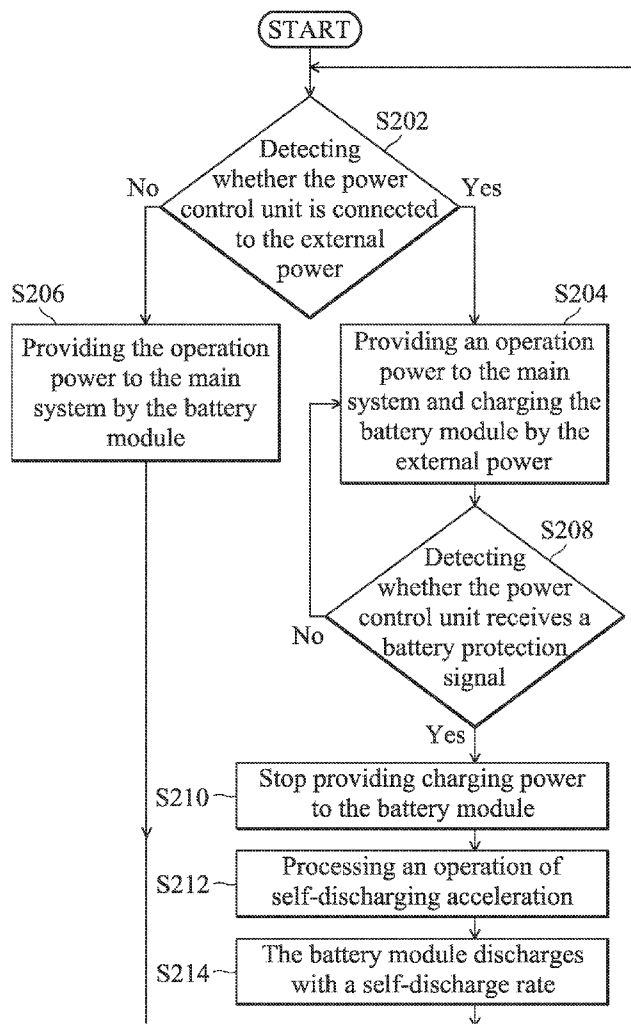 START
S202
Detecting
whether the power
control unit is connected
to the external
power
No
Yes
S206
Providing the operation
power to the main
system by the battery
module
S204
Providing an operation
power to the main
system and charging the
battery module by the
external power
S208
Detecting
whether the power
control unit receives a
battery protection
signal
No
Yes
S210
Stop providing charging power
to the battery module
S212
Processing an operation of
self-discharging acceleration
S214
The battery module discharges
with a self-discharge rate